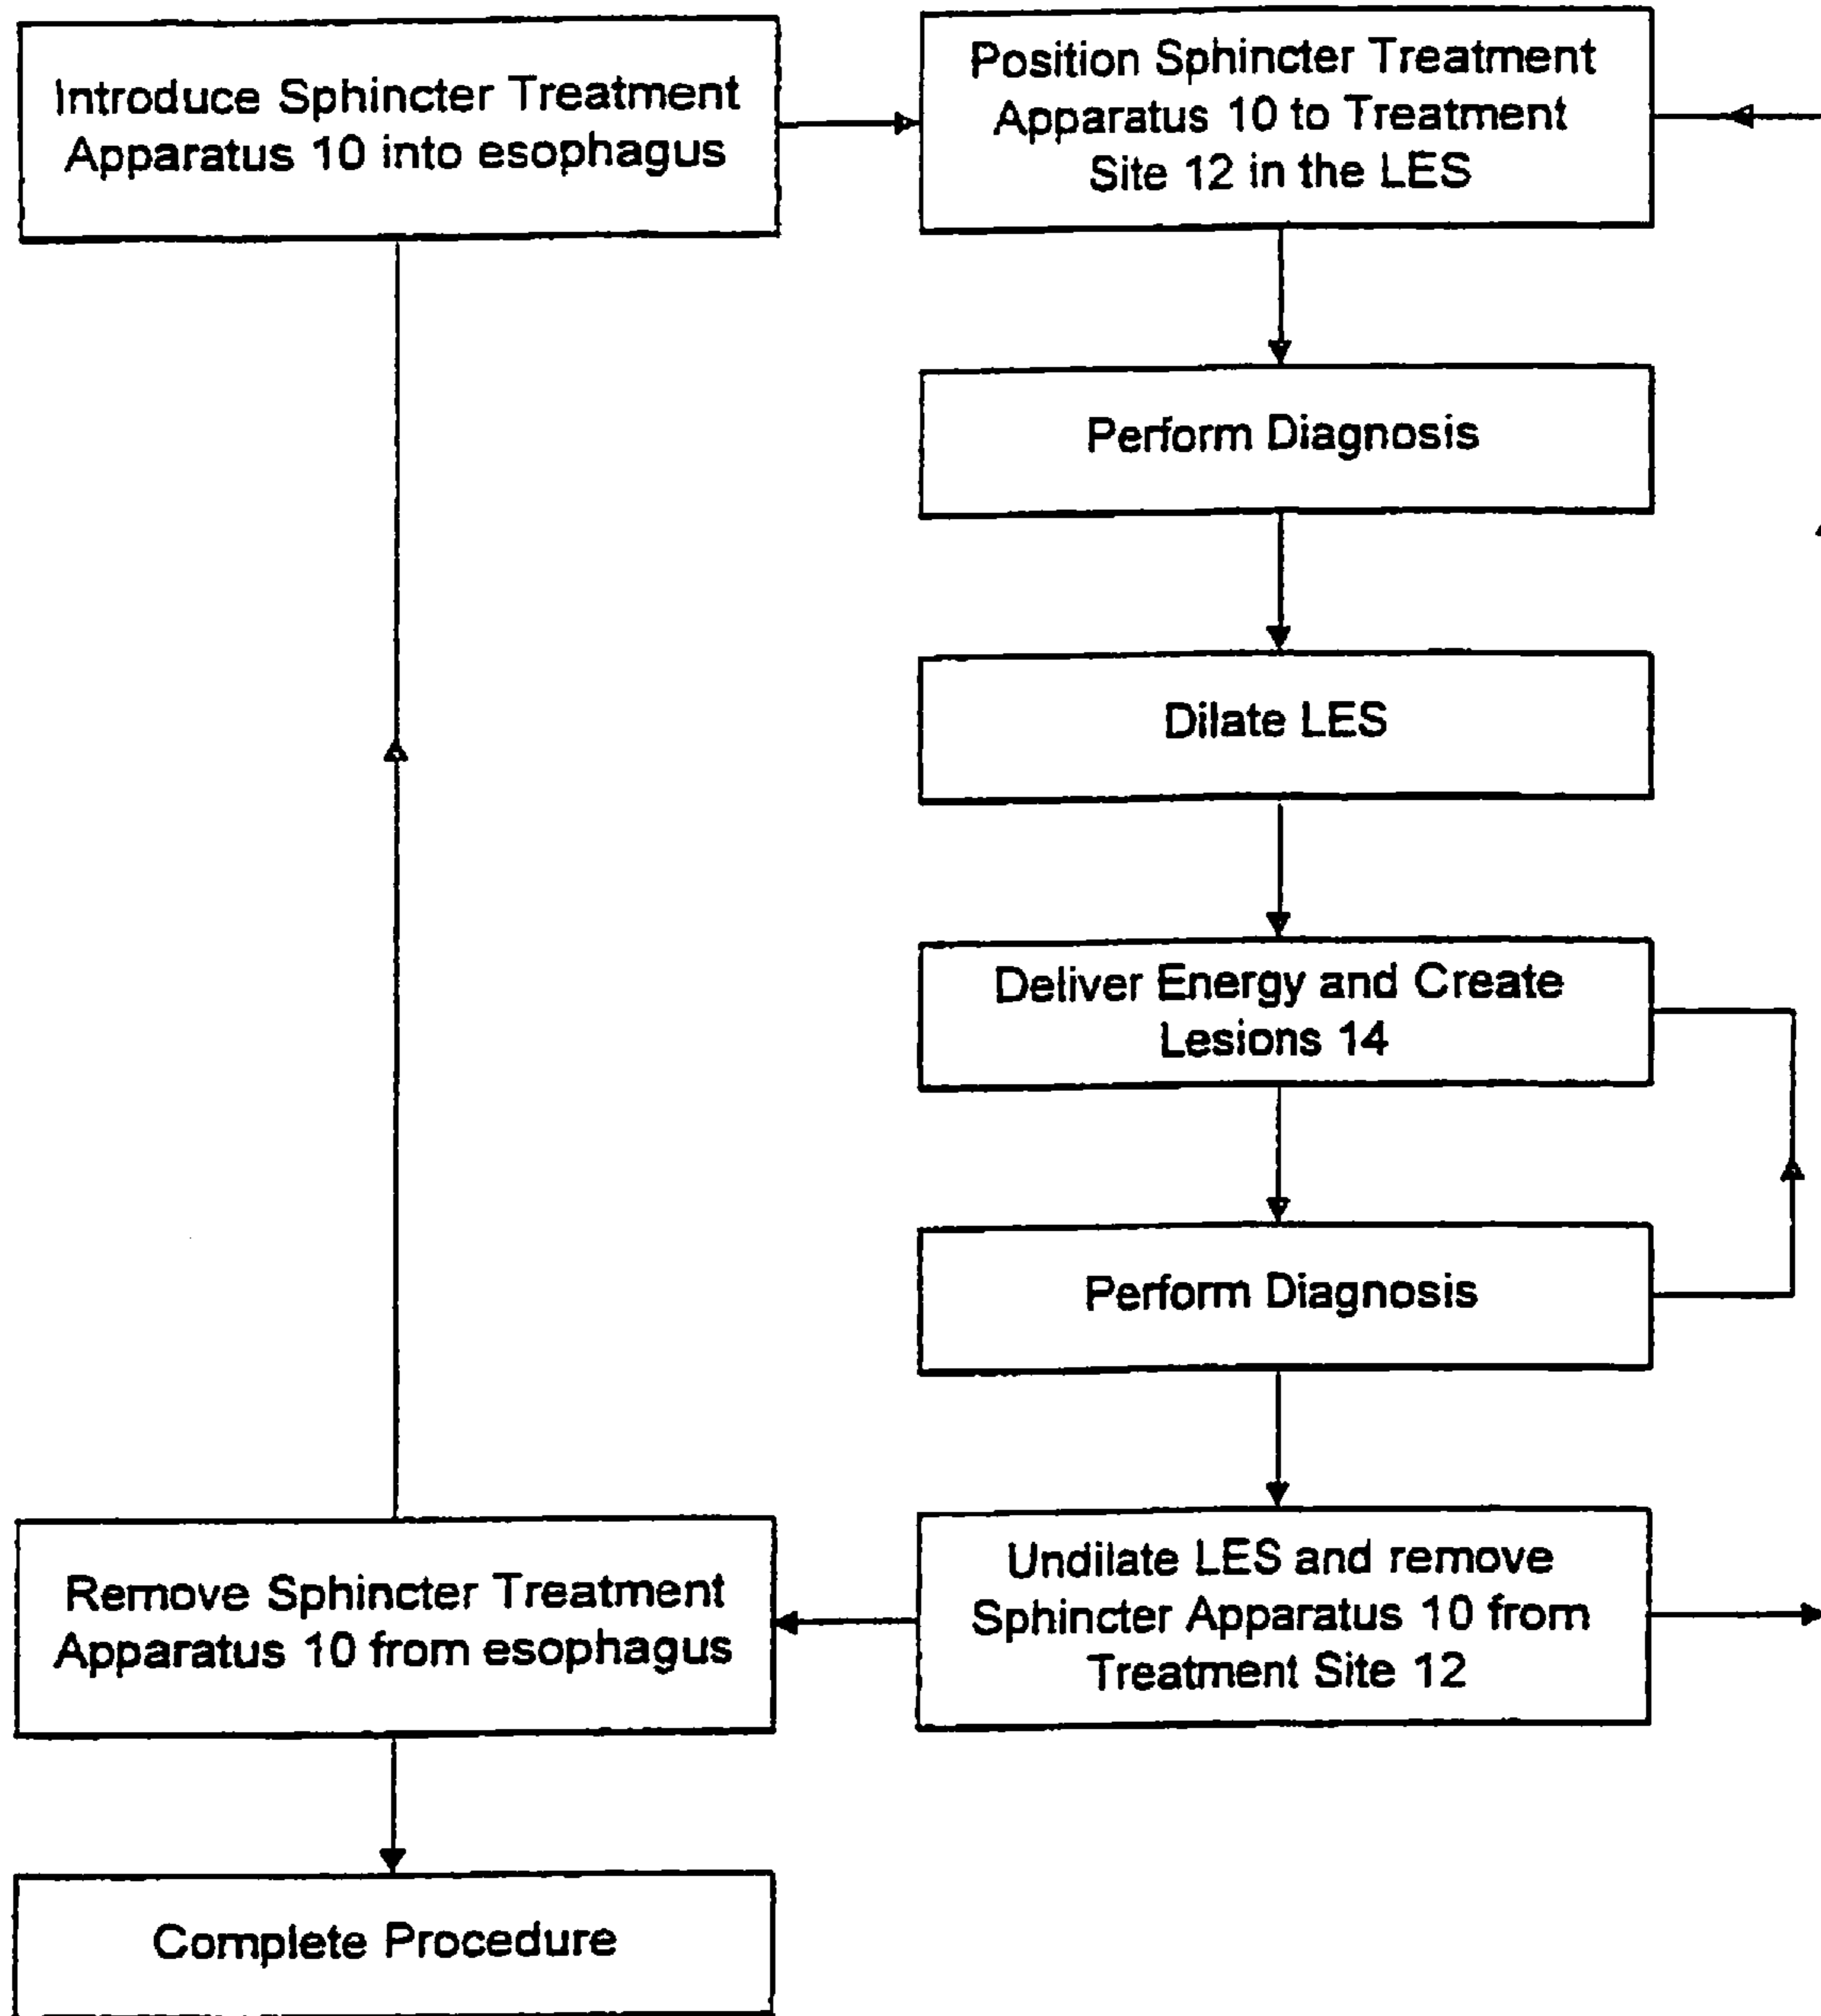 Introduce Sphincter Treatment
Apparatus 10 into esophagus
Position Sphincter Treatment
Apparatus 10 to Treatment
Site 12 in the LES
Perform Diagnosis
Dilate LES
Deliver Energy and Create
Lesions 14
Perform Diagnosis
Undilate LES and remove
Sphincter Apparatus 10 from
Treatment Site 12
Remove Sphincter Treatment
Apparatus 10 from esophagus
Complete Procedure